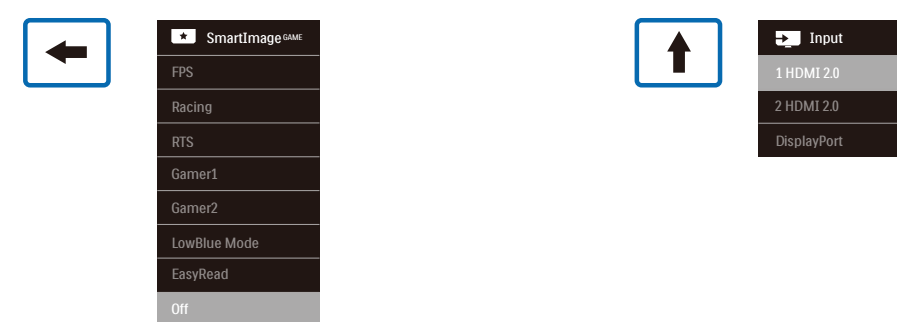 SmartImage GAME
FPS
Racing
RTS
Gamer1
Gamer2
LowBlue Mode
EasyRead
Off
Input
1 HDMI 2.0
2 HDMI 2.0
DisplayPort